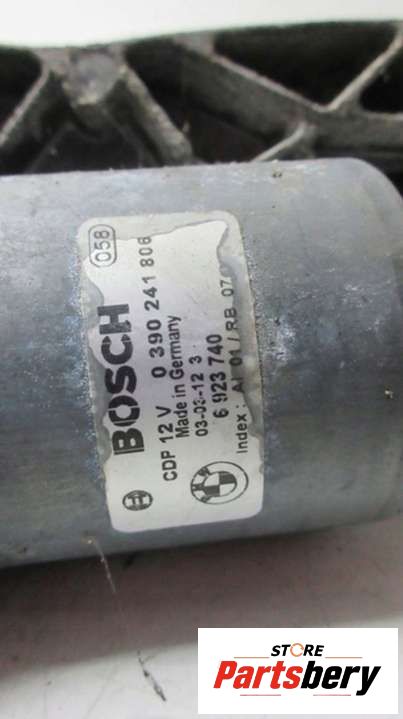 058
BOSCH
CDP 12 V 0 390 241 806
Made in Germany
03-03-12 3
6 923 740
Index : AI 01 / RB 07
STORE
Partsbery